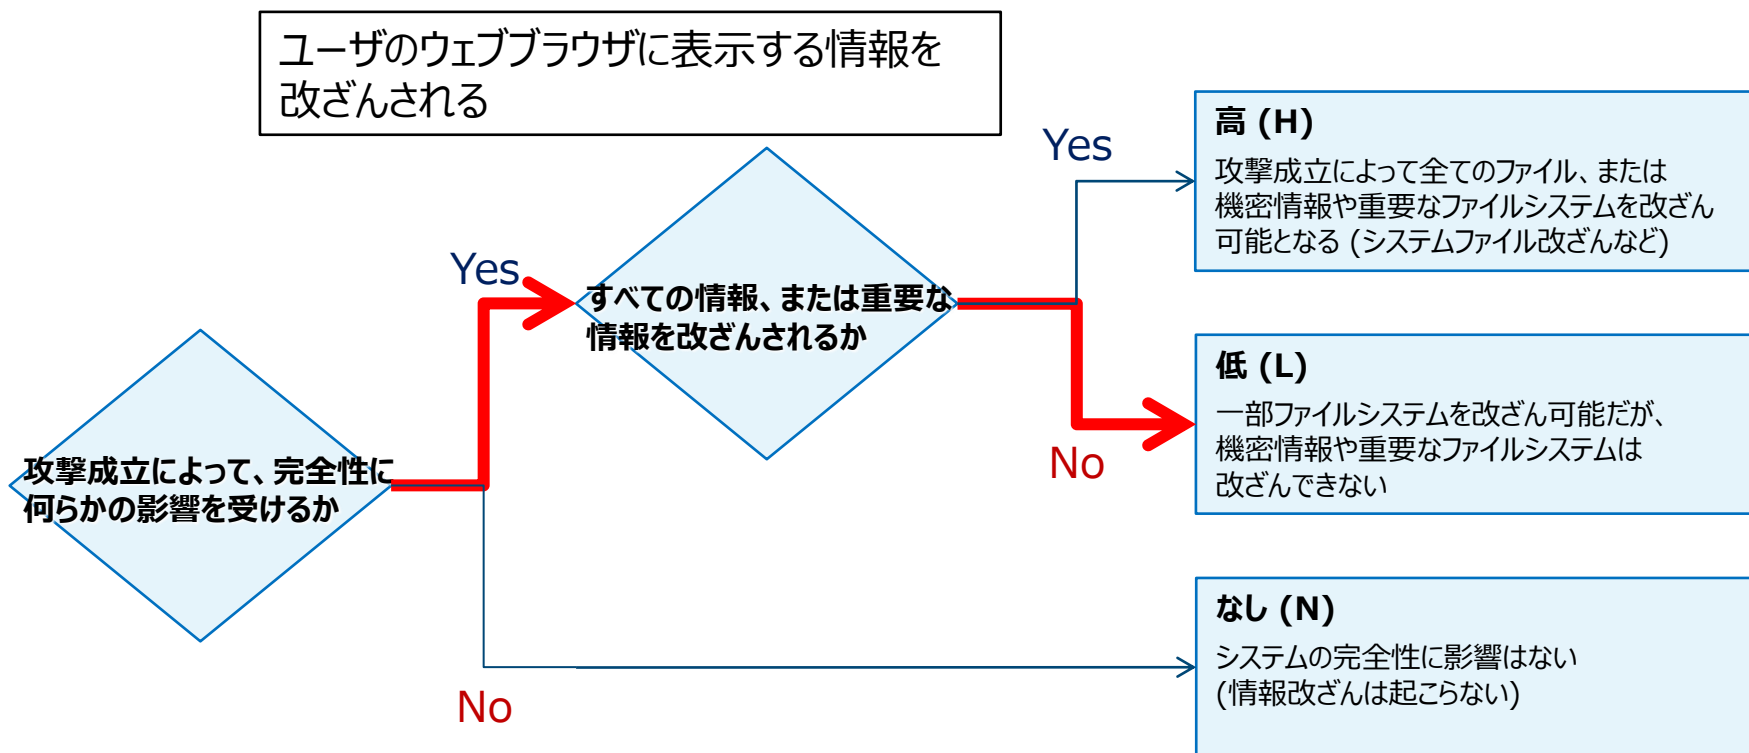 ユーザのウェブブラウザに表示する情報を
改ざんされる
Yes
高 (H)
攻撃成立によって全てのファイル、または
機密情報や重要なファイルシステムを改ざん
可能となる (システムファイル改ざんなど)
Yes
すべての情報、または重要な
情報を改ざんされるか
低 (L)
一部ファイルシステムを改ざん可能だが、
機密情報や重要なファイルシステムは
改ざんできない
No
攻撃成立によって、完全性に
何らかの影響を受けるか
なし (N)
システムの完全性に影響はない
(情報改ざんは起こらない)
No